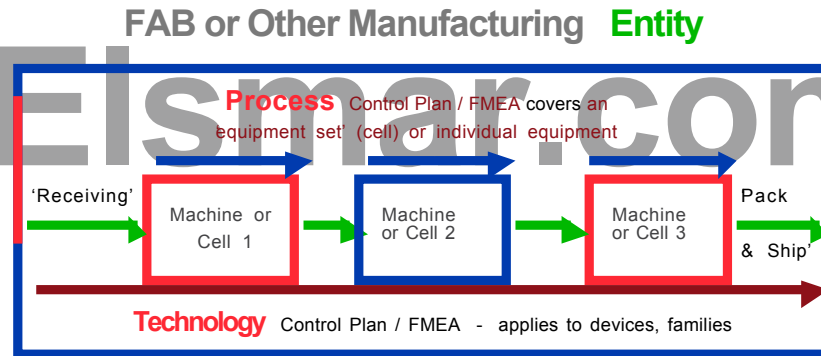 FAB or Other Manufacturing Entity
Elsmar.com
Process Control Plan / FMEA covers an
equipment set' (cell) or individual equipment
‘Receiving’
Machine or
Cell 1
Machine
or Cell 2
Machine
or Cell 3
Pack
& Ship’
Technology Control Plan / FMEA - applies to devices, families